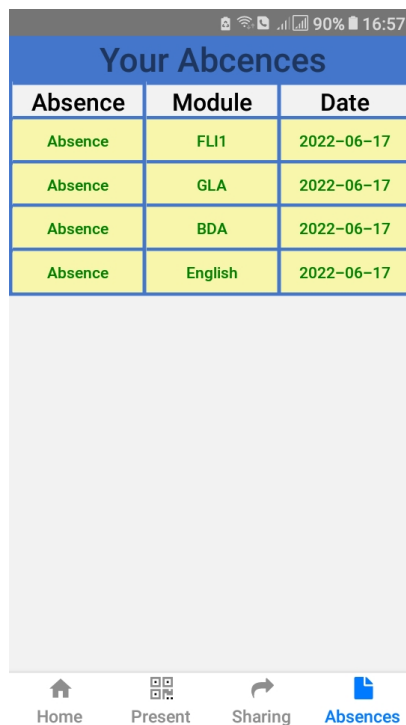 90% 16:57
Your Abcences
Absence Module Date
Absence FLI1 2022-06-17
Absence GLA 2022-06-17
Absence BDA 2022-06-17
Absence English 2022-06-17
Home Present Sharing Absences